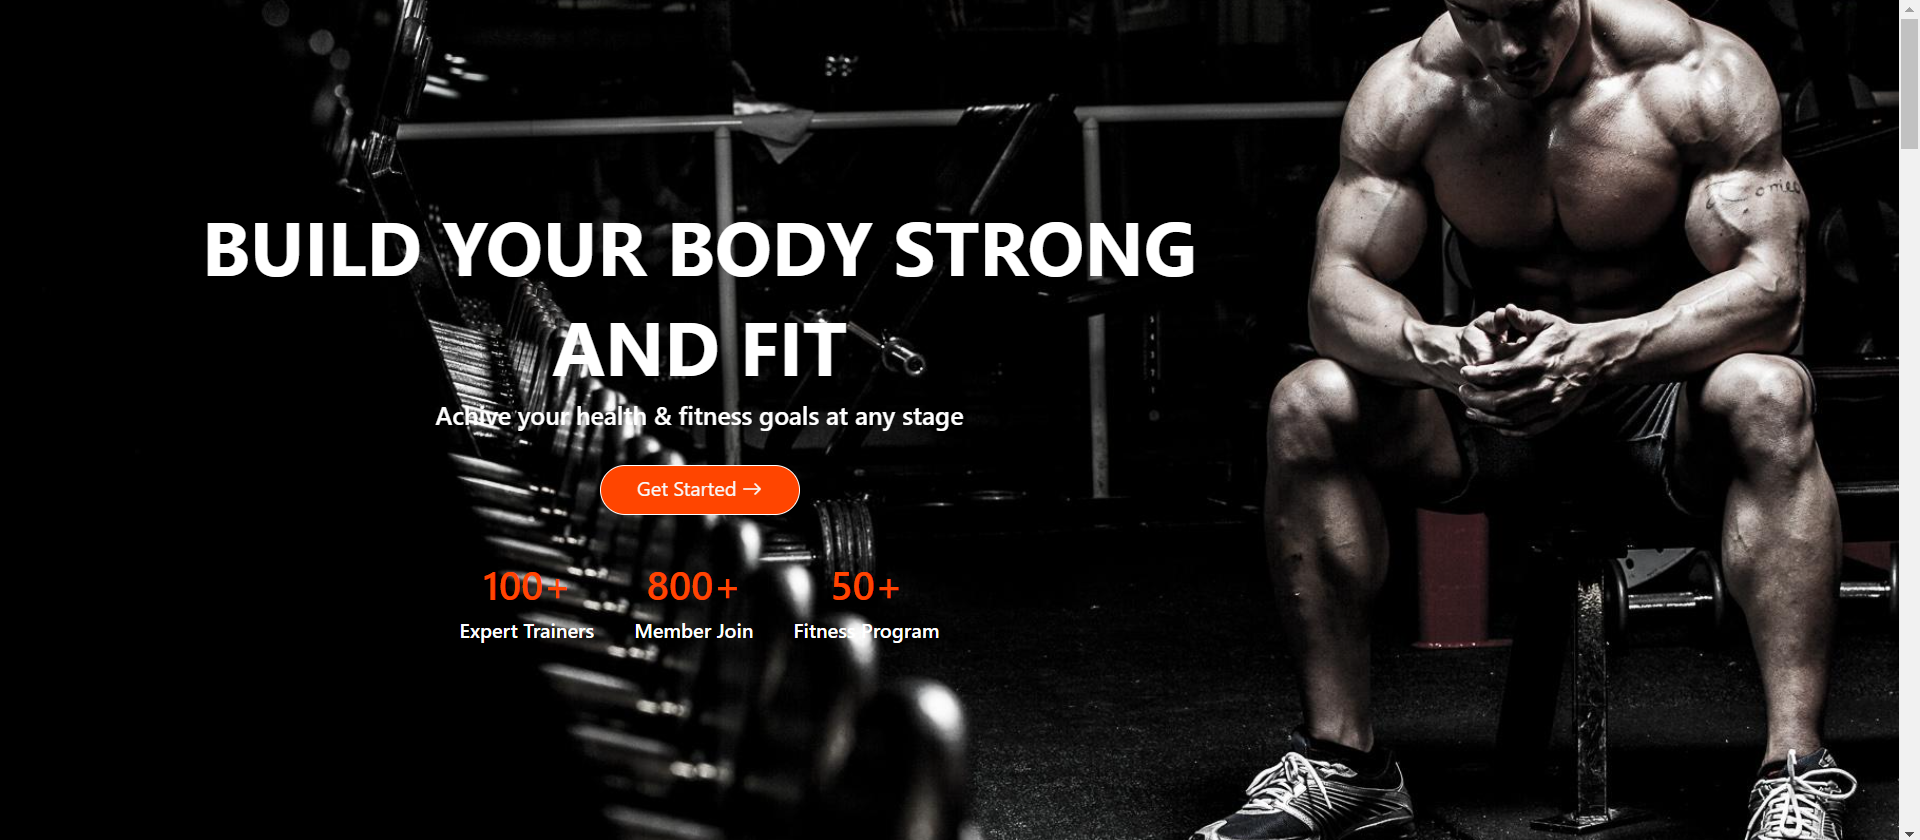 BUILD YOUR BODY STRONG
AND FIT
Achive your health & fitness goals at any stage
Get Started →
100+ 800+ 50+
Expert Trainers Member Join Fitness Program